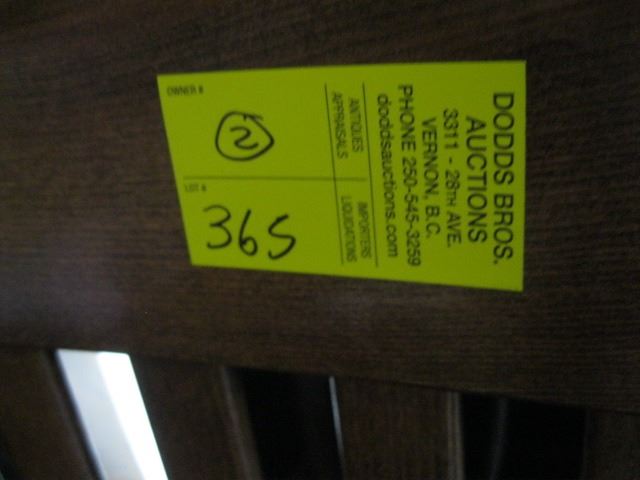 DODDS BROS.
AUCTIONS
3311 - 28TH AVE.
VERNON, B.C.
PHONE 250-545-3259
doddsauctions.com
ANTIQUES IMPORTERS
APPRAISALS LIQUIDATIONS
OWNER # LOT #
2 365